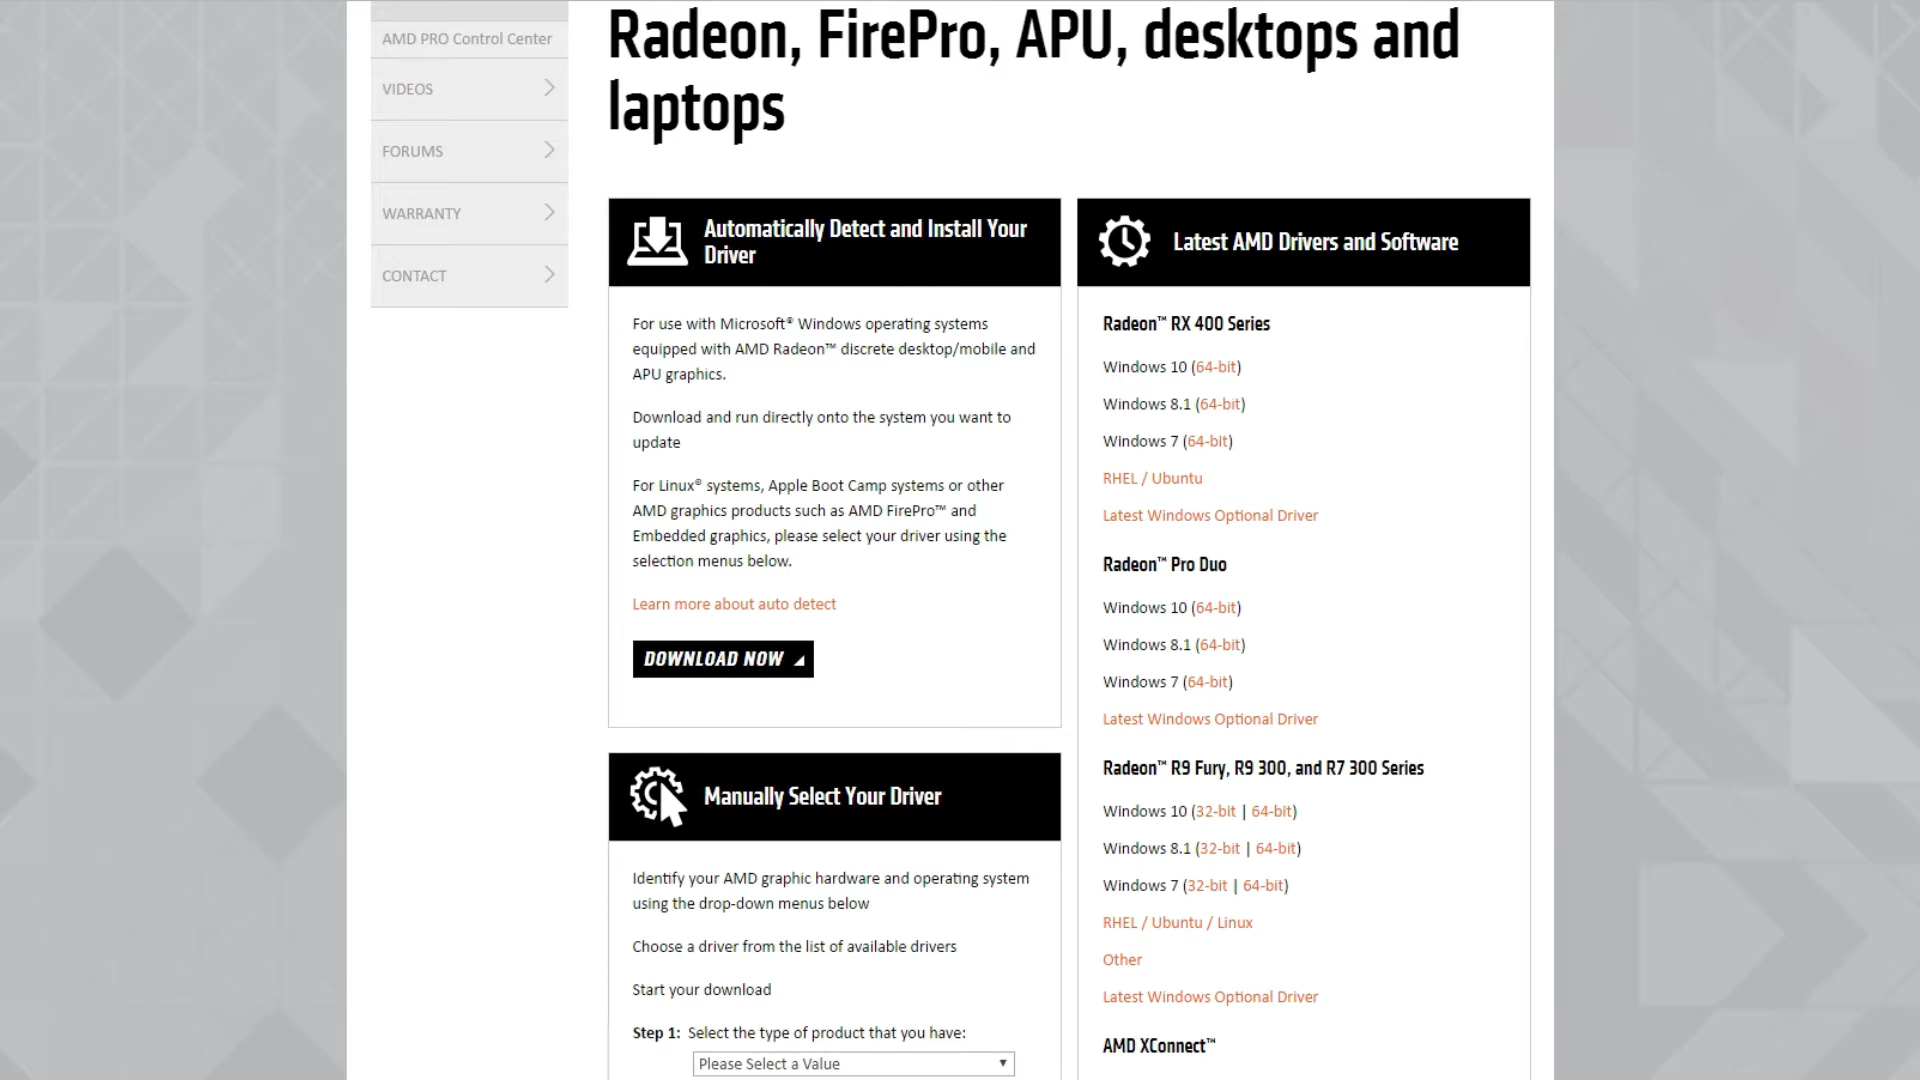 AMD PRO Control Center
VIDEOS
FORUMS
WARRANTY
CONTACT
Radeon, FirePro, APU, desktops and
laptops
Automatically Detect and Install Your
Driver
For use with Microsoft® Windows operating systems
equipped with AMD Radeon™ discrete desktop/mobile and
APU graphics.
Download and run directly onto the system you want to
update
For Linux® systems, Apple Boot Camp systems or other
AMD graphics products such as AMD FirePro™ and
Embedded graphics, please select your driver using the
selection menus below.
Learn more about auto detect
DOWNLOAD NOW
Manually Select Your Driver
Identify your AMD graphic hardware and operating system
using the drop-down menus below
Choose a driver from the list of available drivers
Start your download
Step 1: Select the type of product that you have:
Please Select a Value
Latest AMD Drivers and Software
Radeon™ RX 400 Series
Windows 10 (64-bit)
Windows 8.1 (64-bit)
Windows 7 (64-bit)
RHEL / Ubuntu
Latest Windows Optional Driver
Radeon™ Pro Duo
Windows 10 (64-bit)
Windows 8.1 (64-bit)
Windows 7 (64-bit)
Latest Windows Optional Driver
Radeon™ R9 Fury, R9 300, and R7 300 Series
Windows 10 (32-bit | 64-bit)
Windows 8.1 (32-bit | 64-bit)
Windows 7 (32-bit | 64-bit)
RHEL / Ubuntu / Linux
Other
Latest Windows Optional Driver
AMD XConnect™